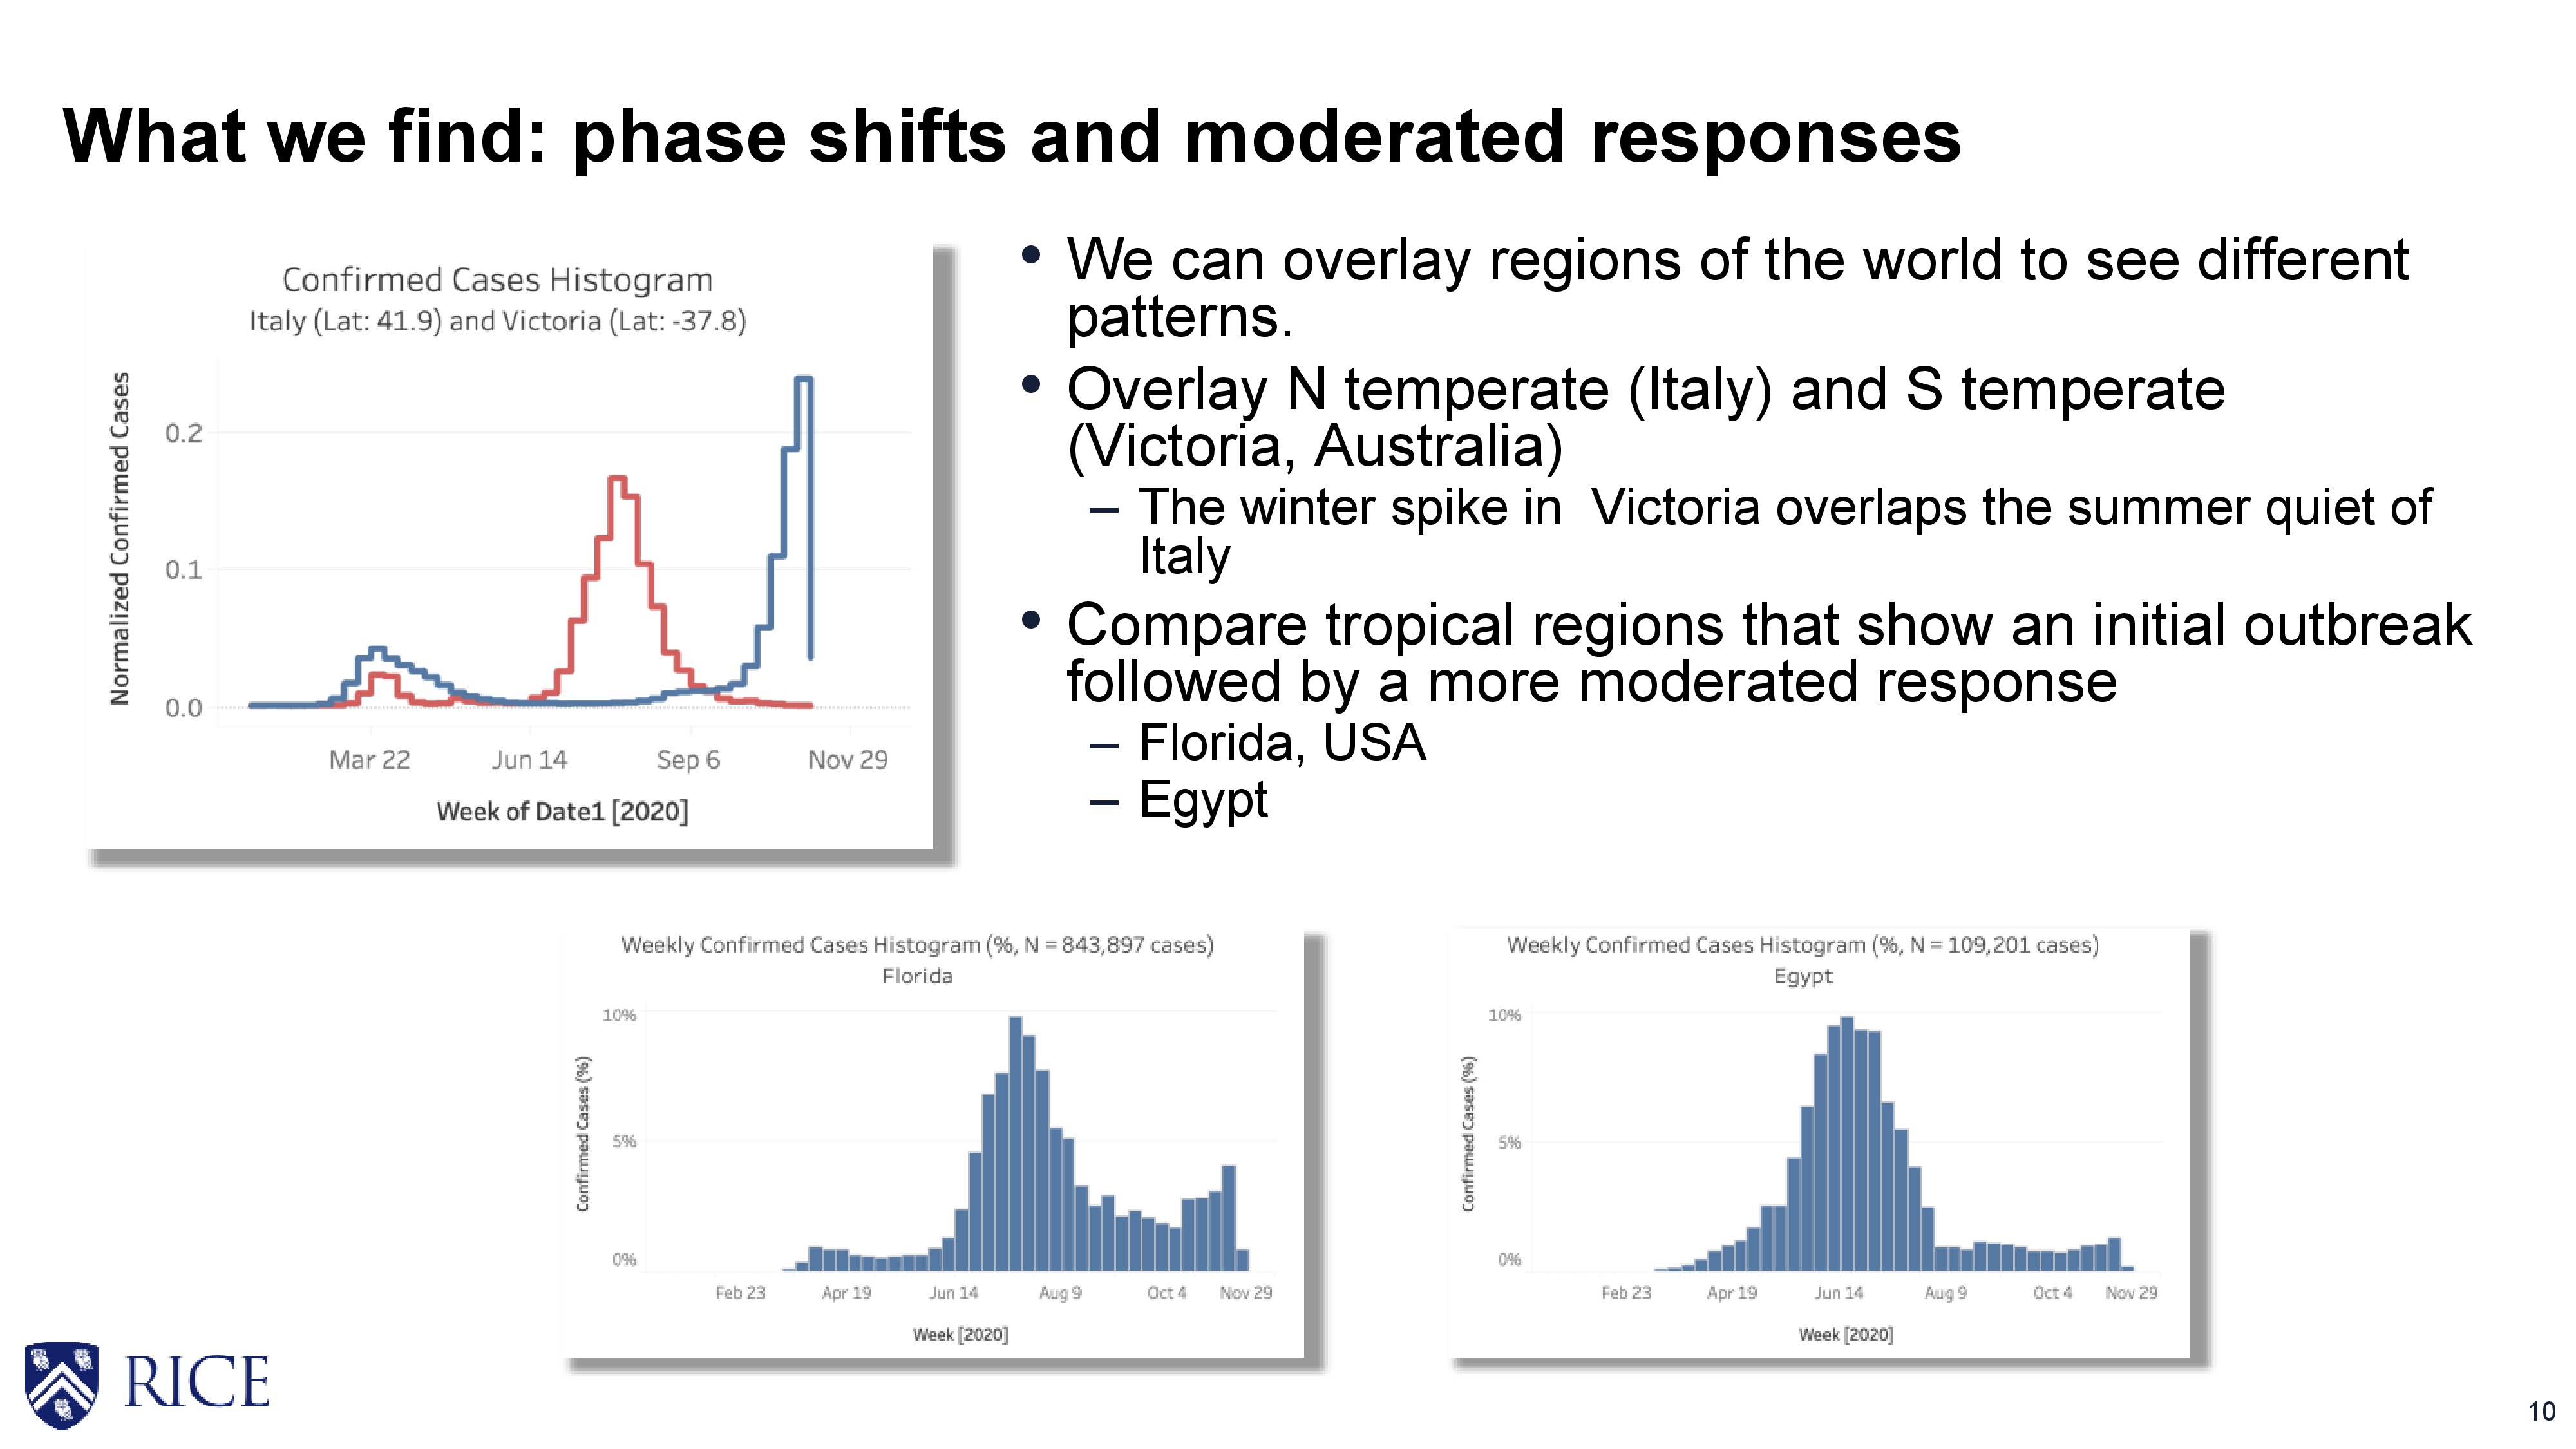 What we find: phase shifts and moderated responses
Confirmed Cases Histogram
Italy (Lat: 41.9) and Victoria (Lat: -37.8)
Normalized Confirmed Cases
0.2
0.1
0.0
Mar 22
Jun 14
Sep 6
Nov 29
Week of Date1 [2020]
• We can overlay regions of the world to see different
patterns.
• Overlay N temperate (Italy) and S temperate
(Victoria, Australia)
– The winter spike in  Victoria overlaps the summer quiet of
Italy
• Compare tropical regions that show an initial outbreak
followed by a more moderated response
– Florida, USA
– Egypt
Weekly Confirmed Cases Histogram (%, N = 843,897 cases)
Florida
Confirmed Cases (%)
10%
5%
0%
Feb 23
Apr 19
Jun 14
Aug 9
Oct 4
Nov 29
Week [2020]
Weekly Confirmed Cases Histogram (%, N = 109,201 cases)
Egypt
Confirmed Cases (%)
10%
5%
0%
Feb 23
Apr 19
Jun 14
Aug 9
Oct 4
Nov 29
Week [2020]
RICE
10